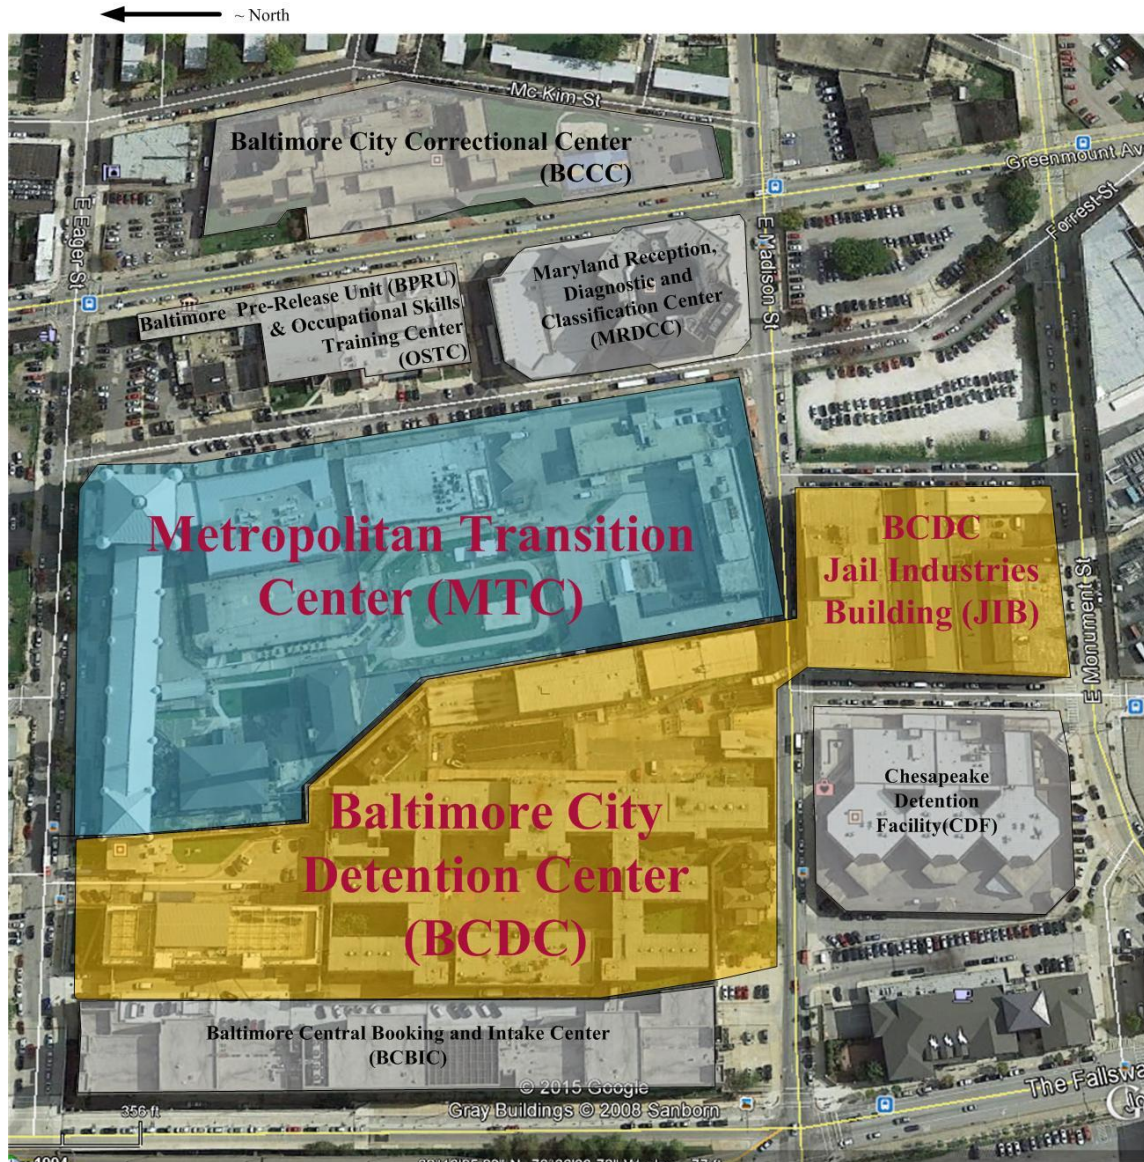 ~ North
Mc Kim St
Baltimore City Correctional Center
(BCCC)
Greenmount Av
Forrest St
E Eager St
E Madison St
Maryland Reception,
Diagnostic and
Classification Center
(MRDCC)
Baltimore Pre-Release Unit (BPRU)
& Occupational Skills
Training Center
(OSTC)
Metropolitan Transition
Center (MTC)
BCDC
Jail Industries
Building (JIB)
E Monument St
Chesapeake
Detention
Facility(CDF)
Baltimore City
Detention Center
(BCDC)
Baltimore Central Booking and Intake Center
(BCBIC)
© 2015 Google
Gray Buildings © 2008 Sanborn
The Fallswa
356 ft
1994